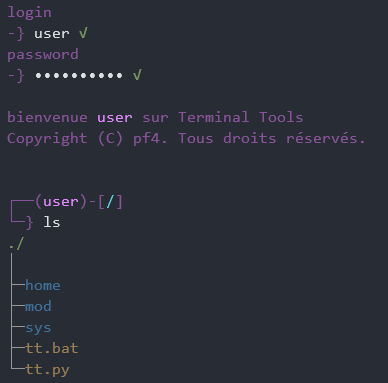 login
-} user √
password
-} •••••••••• √
bienvenue user sur Terminal Tools
Copyright (C) pf4. Tous droits réservés.
┌──(user)-[/]
└─} ls
./
│
├─home
├─mod
├─sys
├─tt.bat
└─tt.py